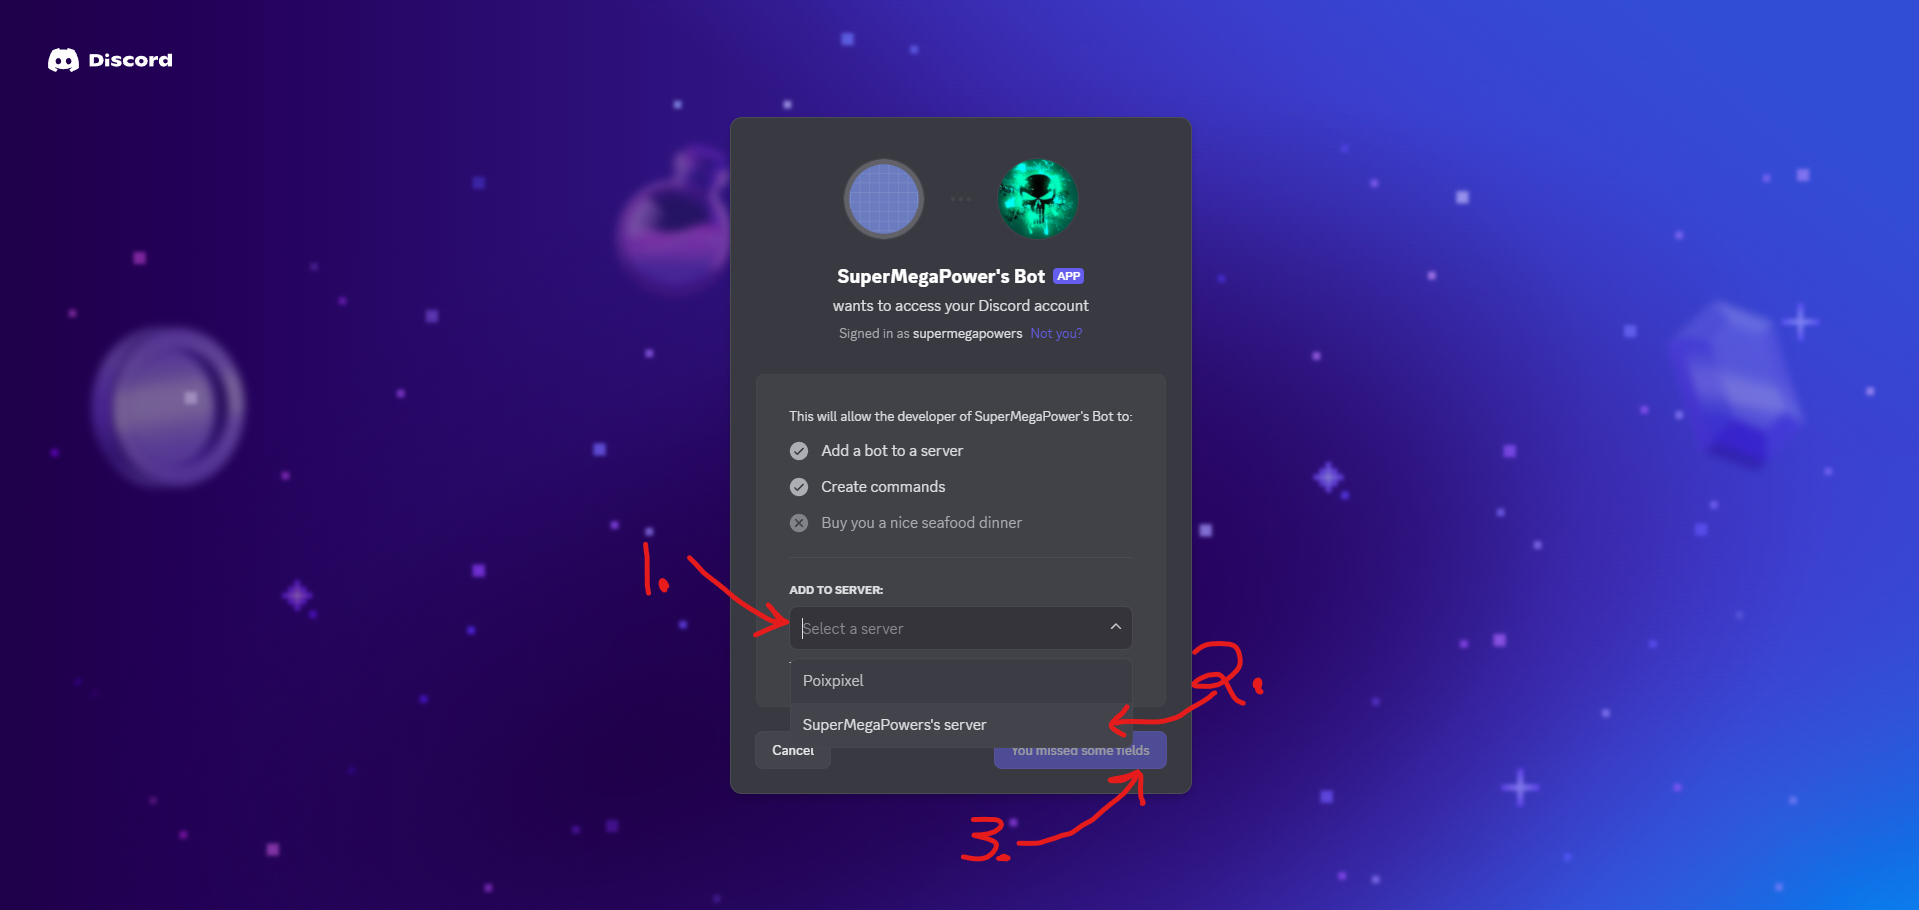 Discord
SuperMegaPower's Bot APP
wants to access your Discord account
Signed in as supermegapowers Not you?
This will allow the developer of SuperMegaPower's Bot to:
Add a bot to a server
Create commands
Buy you a nice seafood dinner
1.
ADD TO SERVER:
Select a server
2.
Poixpixel
SuperMegaPowers's server
Cancel
You missed some fields
3.